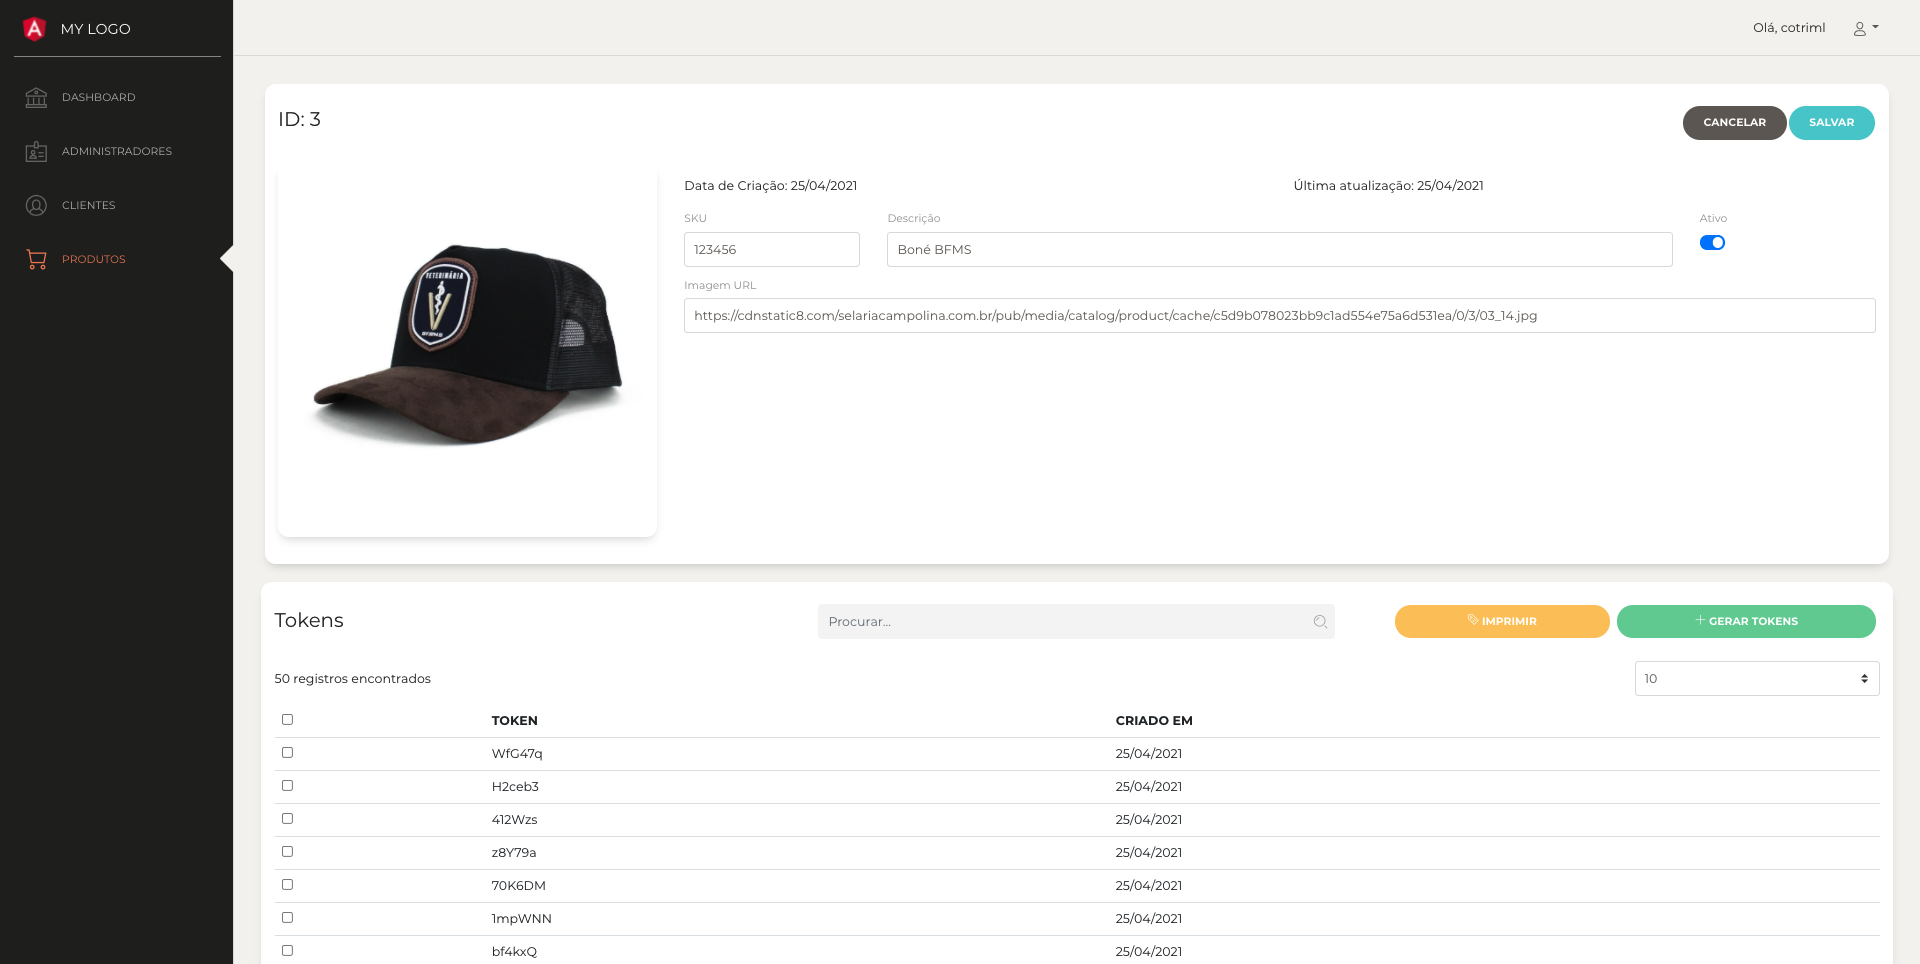 MY LOGO
Olá, cotriml
DASHBOARD
ADMINISTRADORES
CLIENTES
PRODUTOS
ID: 3
CANCELAR
SALVAR
VETERINÁRIA
V
Data de Criação: 25/04/2021
Última atualização: 25/04/2021
SKU
Descrição
Ativo
123456
Boné BFMS
Imagem URL
https://cdnstatic8.com/selariacampolina.com.br/pub/media/catalog/product/cache/c5d9b078023bb9c1ad554e75a6d531ea/0/3/03_14.jpg
Tokens
Procurar...
IMPRIMIR
GERAR TOKENS
50 registros encontrados
10
TOKEN CRIADO EM
WfG47q 25/04/2021
H2ceb3 25/04/2021
412Wzs 25/04/2021
z8Y79a 25/04/2021
70K6DM 25/04/2021
1mpWNN 25/04/2021
bf4kxQ 25/04/2021